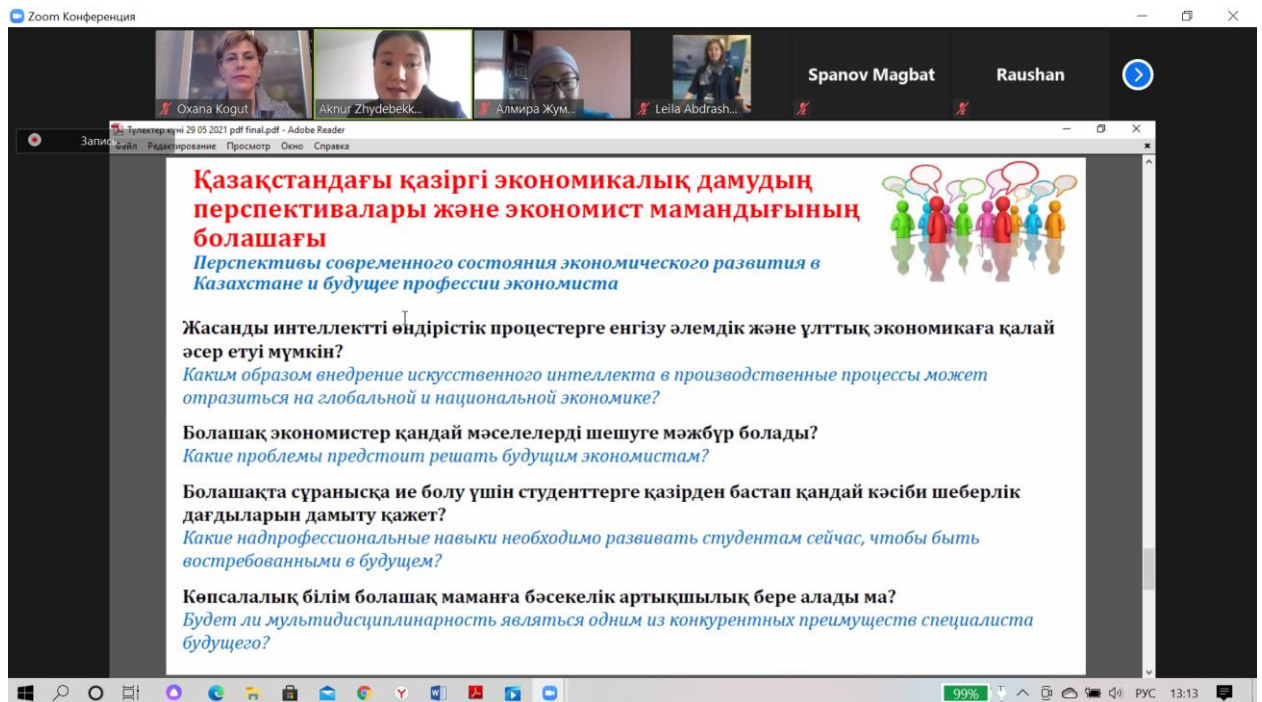 Zoom Конференция
Oxana Kogut
Aknur Zhydebekk...
Алмира Жум...
Leila Abdrash...
Spanov Magbat
Raushan
Запись
Түлектер күні 29 05 2021 pdf final.pdf - Adobe Reader
Файл Редактирование Просмотр Окно Справка
Қазақстандағы қазіргі экономикалық дамудың
перспективалары және экономист мамандығының
болашағы
Перспективы современного состояния экономического развития в
Казахстане и будущее профессии экономиста
Жасанды интеллектті өндірістік процестерге енгізу әлемдік және ұлттық экономикаға қалай
әсер етуі мүмкін?
Каким образом внедрение искусственного интеллекта в производственные процессы может
отразиться на глобальной и национальной экономике?
Болашақ экономистер қандай мәселелерді шешуге мәжбүр болады?
Какие проблемы предстоит решать будущим экономистам?
Болашақта сұранысқа ие болу үшін студенттерге қазірден бастап қандай кәсіби шеберлік
дағдыларын дамыту қажет?
Какие надпрофессиональные навыки необходимо развивать студентам сейчас, чтобы быть
востребованными в будущем?
Көпсалалық білім болашақ маманға бәсекелік артықшылық бере алады ма?
Будет ли мультидисциплинарность являться одним из конкурентных преимуществ специалиста
будущего?
99% РУС 13:13